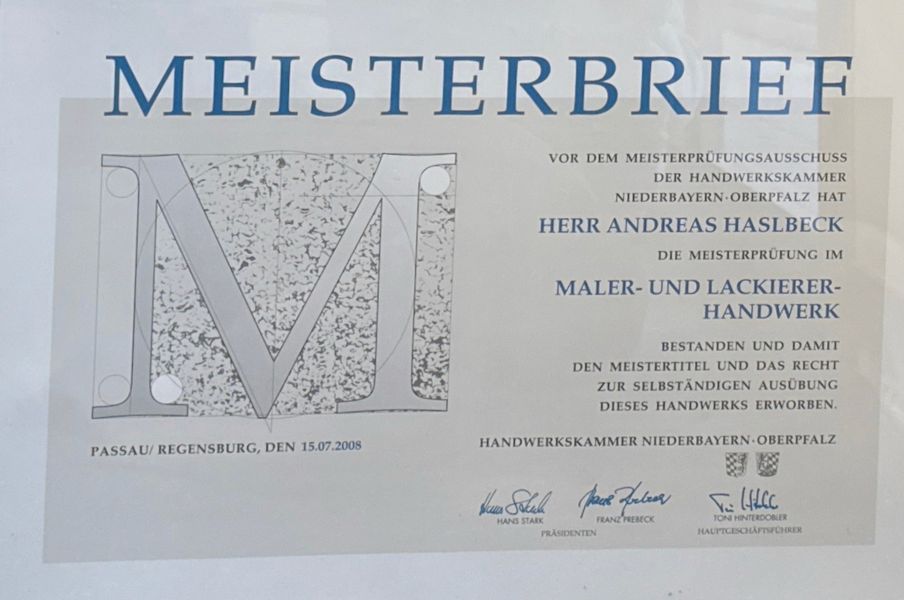 MEISTERBRIEF
VOR DEM MEISTERPRÜFUNGSAUSSCHUSS
DER HANDWERKSKAMMER
NIEDERBAYERN·OBERPFALZ HAT
HERR ANDREAS HASLBECK
DIE MEISTERPRÜFUNG IM
MALER- UND LACKIERER-
HANDWERK
BESTANDEN UND DAMIT
DEN MEISTERTITEL UND DAS RECHT
ZUR SELBSTÄNDIGEN AUSÜBUNG
DIESES HANDWERKS ERWORBEN.
PASSAU/ REGENSBURG, DEN 15.07.2008
HANDWERKSKAMMER NIEDERBAYERN·OBERPFALZ
HANS STARK
FRANZ PREBECK
TONI HINTERDOBLER
PRÄSIDENTEN
HAUPTGESCHÄFTSFÜHRER